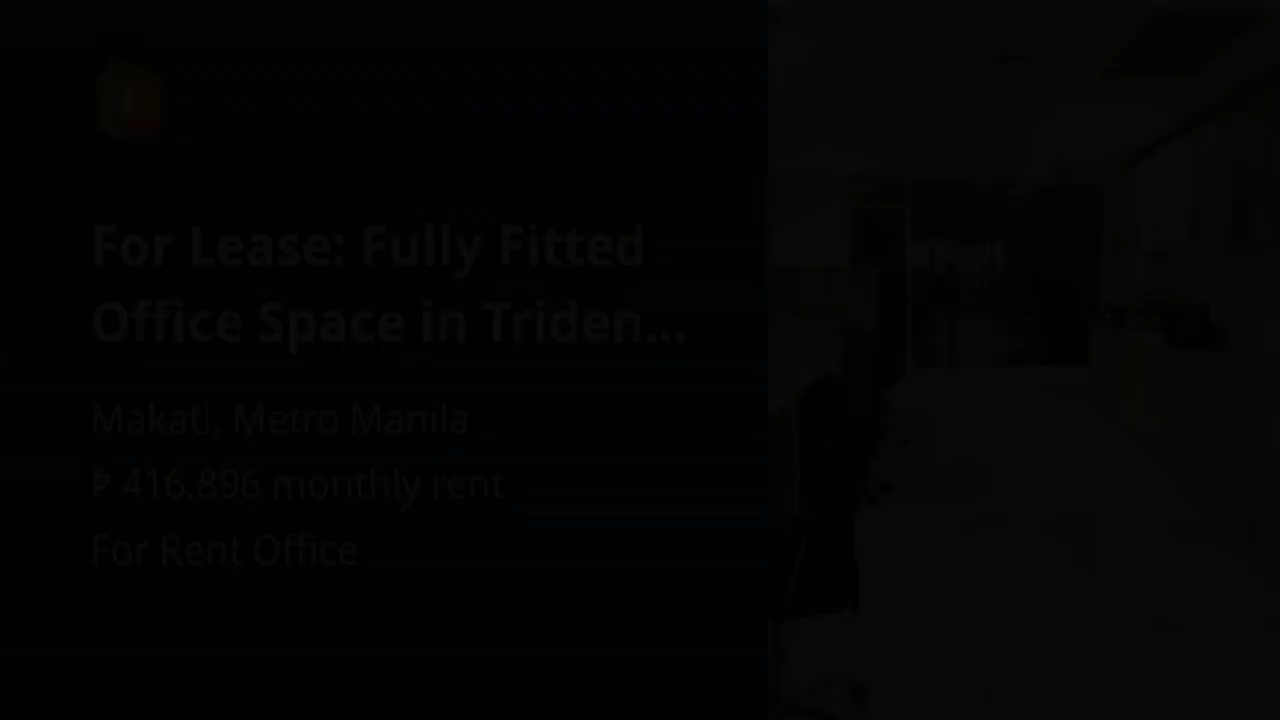 For Lease: Fully Fitted
Office Space in Triden...
Makati, Metro Manila
₱ 416,896 monthly rent
For Rent Office